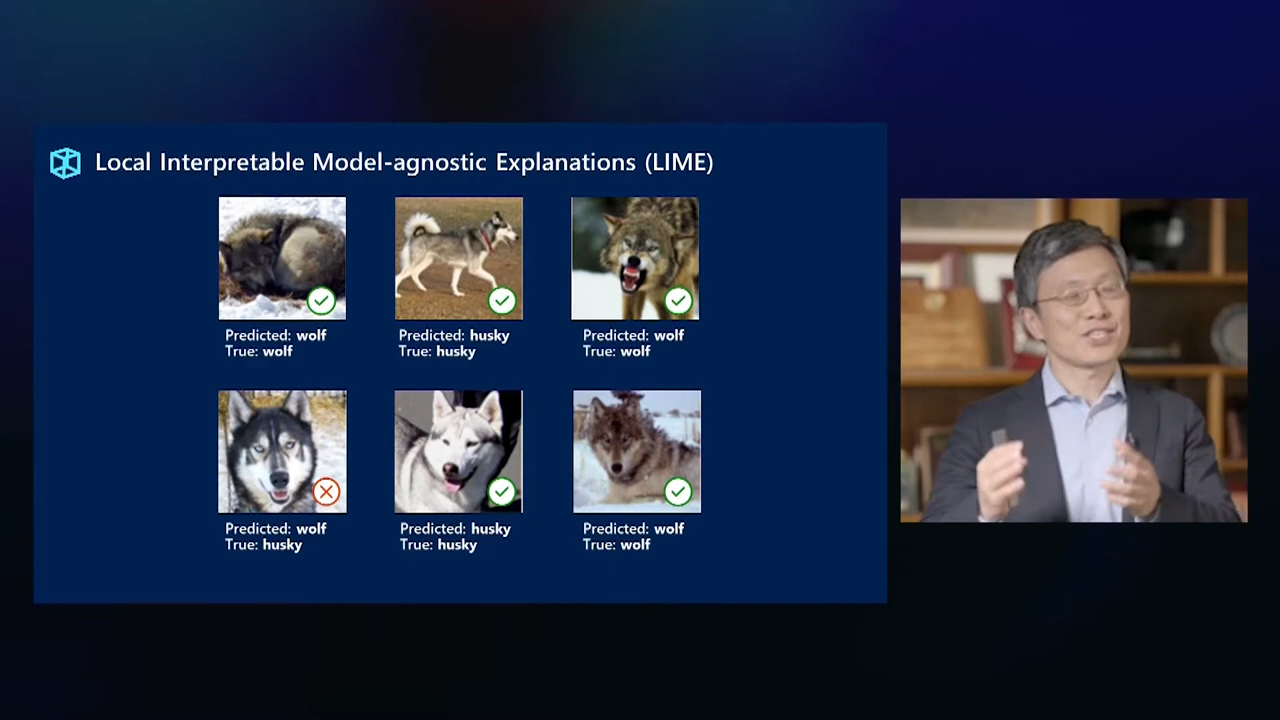 Local Interpretable Model-agnostic Explanations (LIME)
Predicted: wolf
True: wolf
Predicted: husky
True: husky
Predicted: wolf
True: wolf
Predicted: wolf
True: husky
Predicted: husky
True: husky
Predicted: wolf
True: wolf